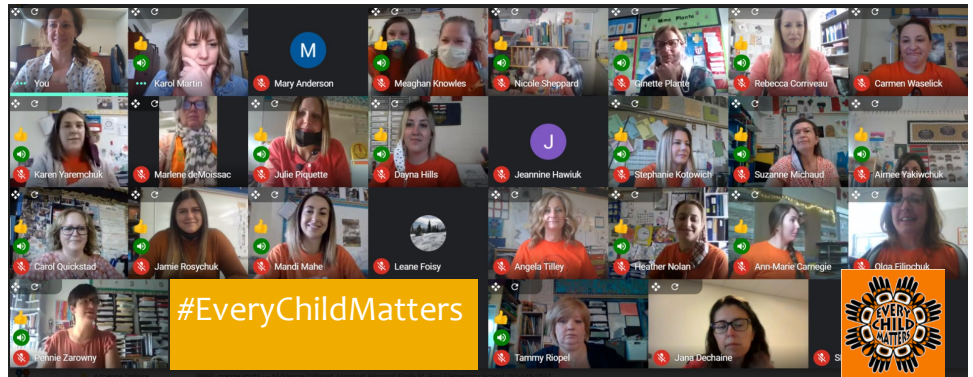 You
Karol Martin
M
Mary Anderson
Meaghan Knowles
Nicole Sheppard
Ginette Plante
Rebecca Corriveau
Carmen Waselick
Karen Yaremchuk
Marlene deMoissac
Julie Piquette
Dayna Hills
J
Jeannine Hawiuk
Stephanie Kotowich
Suzanne Michaud
Aimee Yakiwchuk
Carol Quickstad
Jamie Rosychuk
Mandi Mahe
Leane Foisy
Angela Tilley
Heather Nolan
Ann-Marie Carnegie
Olga Filipchuk
Pennie Zarowny
#EveryChildMatters
Tammy Riopel
Jana Dechaine
EVERY
CHILD
MATTERS